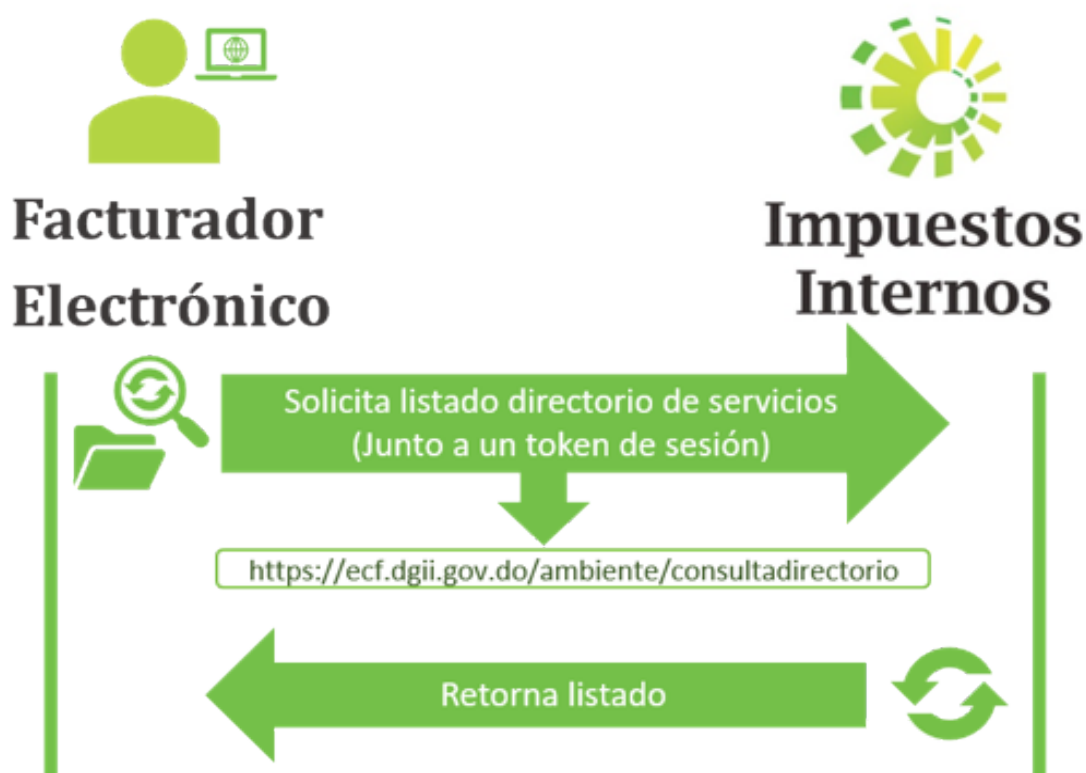 Facturador
Electrónico
Impuestos
Internos
Solicita listado directorio de servicios
(Junto a un token de sesión)
https://ecf.dgii.gov.do/ambiente/consultadirectorio
Retorna listado